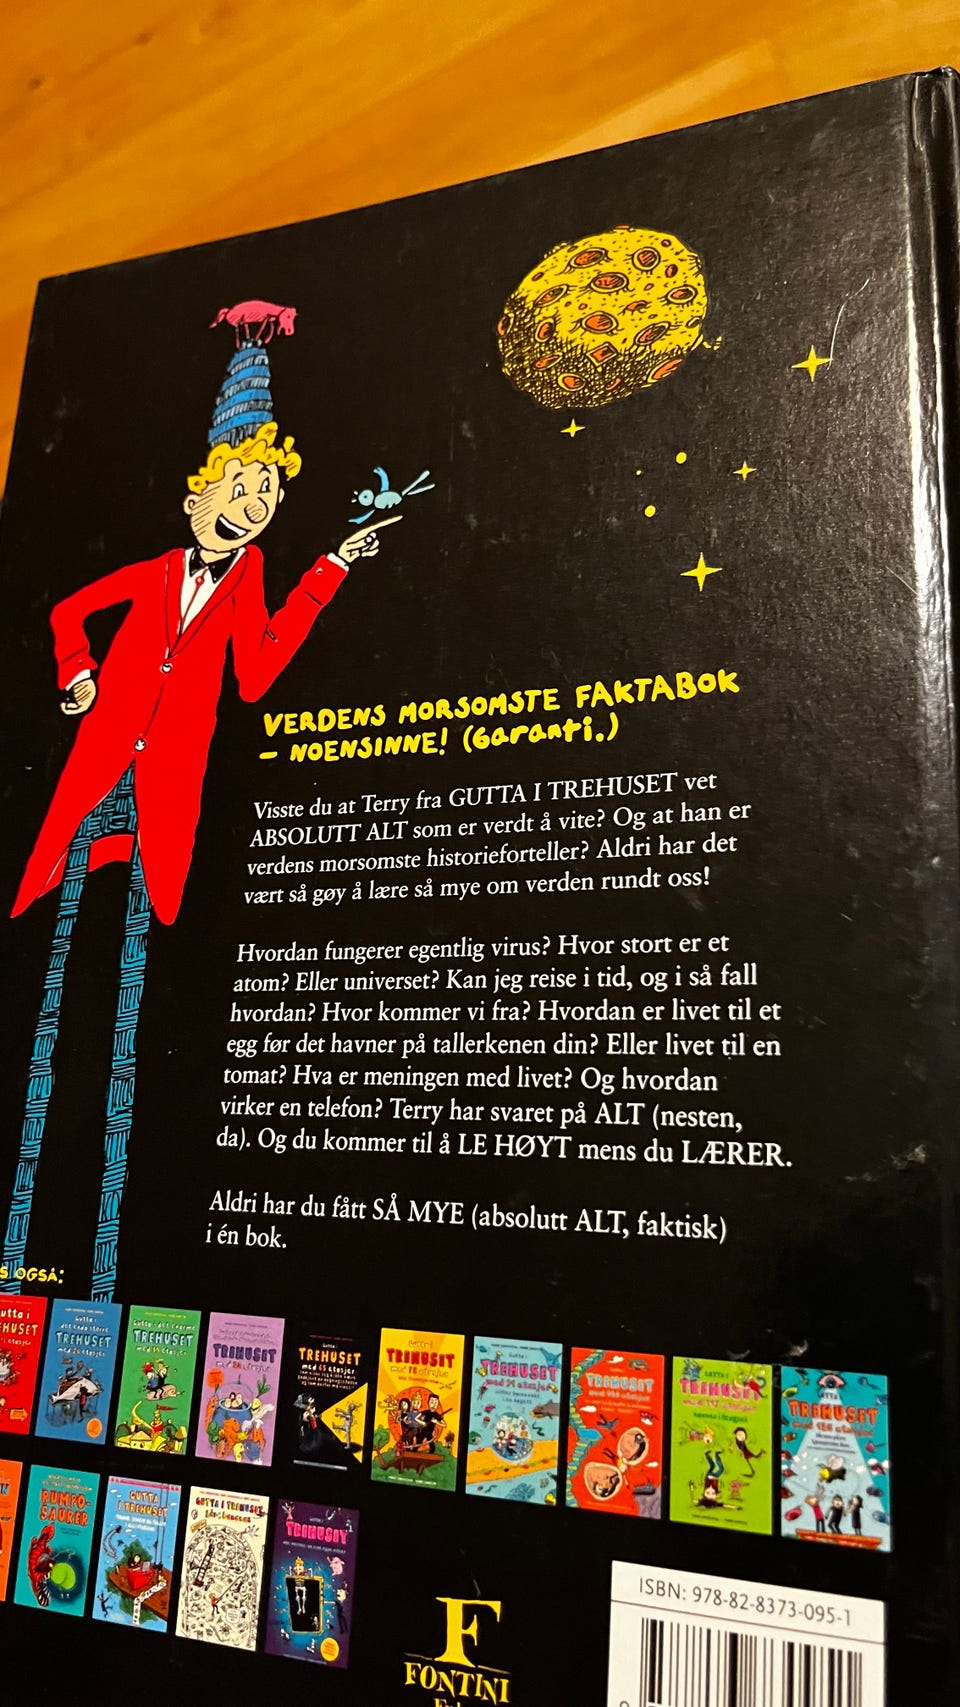 VERDENS MORSOMSTE FAKTABOK
– NOENSINNE! (Garanti.)
Visste du at Terry fra GUTTA I TREHUSET vet
ABSOLUTT ALT som er verdt å vite? Og at han er
verdens morsomste historieforteller? Aldri har det
vært så gøy å lære så mye om verden rundt oss!
Hvordan fungerer egentlig virus? Hvor stort er et
atom? Eller universet? Kan jeg reise i tid, og i så fall
hvordan? Hvor kommer vi fra? Hvordan er livet til et
egg før det havner på tallerkenen din? Eller livet til en
tomat? Hva er meningen med livet? Og hvordan
virker en telefon? Terry har svaret på ALT (nesten,
da). Og du kommer til å LE HØYT mens du LÆRER.
Aldri har du fått SÅ MYE (absolutt ALT, faktisk)
i én bok.
OGSÅ:
TREHUSET
TREHUSET
TREHUSET
TREHUSET
TREHUSET
TREHUSET
TREHUSET
TREHUSET
TREHUSET
RUMPO-
SAURER
GUTTA
I TREHUSET
GUTTA I TREHUSET
TREHUSET
F
FONTINI
ISBN: 978-82-8373-095-1